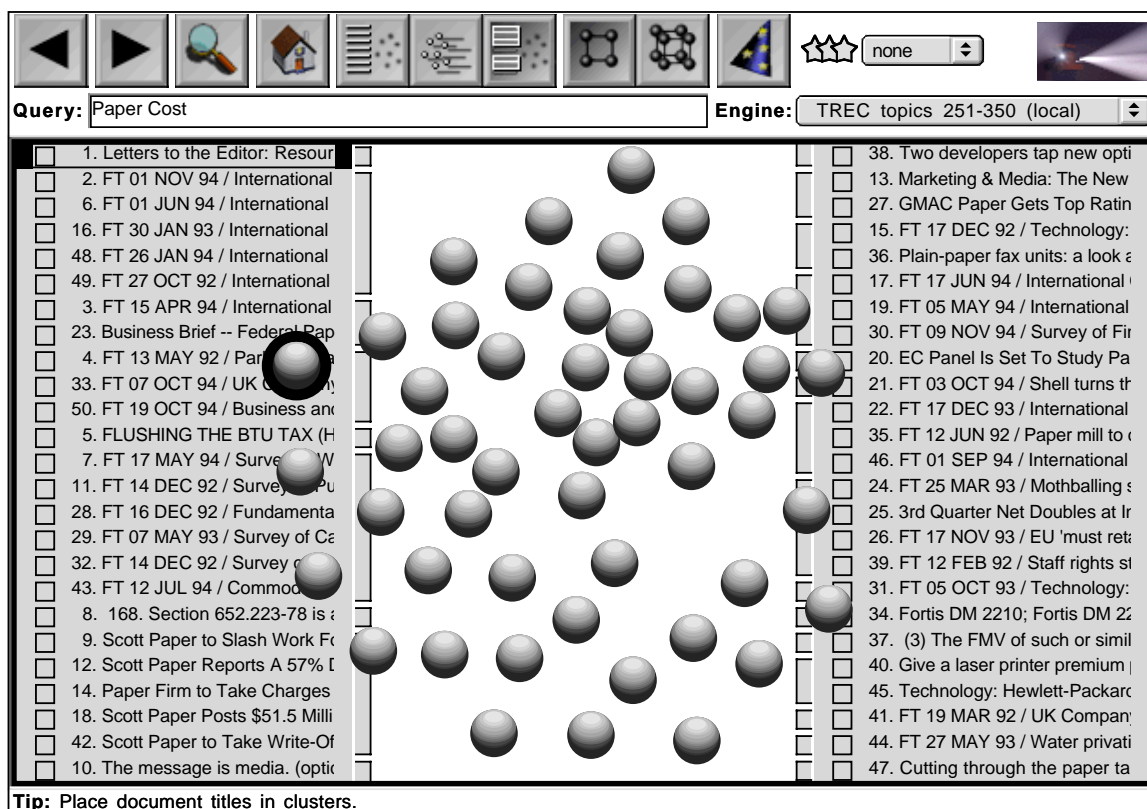 none
Query: Paper Cost Engine: TREC topics 251-350 (local)
1. Letters to the Editor: Resour
2. FT 01 NOV 94 / International
6. FT 01 JUN 94 / International
16. FT 30 JAN 93 / International
48. FT 26 JAN 94 / International
49. FT 27 OCT 92 / International
3. FT 15 APR 94 / International
23. Business Brief -- Federal Pap
4. FT 13 MAY 92 /
33. FT 07 OCT 94 / UK
50. FT 19 OCT 94 / Business and
5. FLUSHING THE BTU TAX (H
7. FT 17 MAY 94 /
11. FT 14 DEC 92 / Survey
28. FT 16 DEC 92 / Fundamenta
29. FT 07 MAY 93 / Survey of Ca
32. FT 14 DEC 92 / Survey
43. FT 12 JUL 94 /
8. 168. Section 652.223-78 is a
9. Scott Paper to Slash Work Fo
12. Scott Paper Reports A 57% D
14. Paper Firm to Take Charges
18. Scott Paper Posts $51.5 Milli
42. Scott Paper to Take Write-Of
10. The message is media. (optic
38. Two developers tap new opti
13. Marketing & Media: The New
27. GMAC Paper Gets Top Ratin
15. FT 17 DEC 92 / Technology:
36. Plain-paper fax units: a look a
17. FT 17 JUN 94 / International
19. FT 05 MAY 94 / International
30. FT 09 NOV 94 / Survey of Fin
20. EC Panel Is Set To Study Pa
21. FT 03 OCT 94 / Shell turns th
22. FT 17 DEC 93 / International
35. FT 12 JUN 92 / Paper mill to c
46. FT 01 SEP 94 / International
24. FT 25 MAR 93 / Mothballing s
25. 3rd Quarter Net Doubles at In
26. FT 17 NOV 93 / EU 'must reta
39. FT 12 FEB 92 / Staff rights st
31. FT 05 OCT 93 / Technology:
34. Fortis DM 2210; Fortis DM 22
37. (3) The FMV of such or simil
40. Give a laser printer premium
45. Technology: Hewlett-Packard
41. FT 19 MAR 92 / UK Company
44. FT 27 MAY 93 / Water privati
47. Cutting through the paper ta
Tip: Place document titles in clusters.